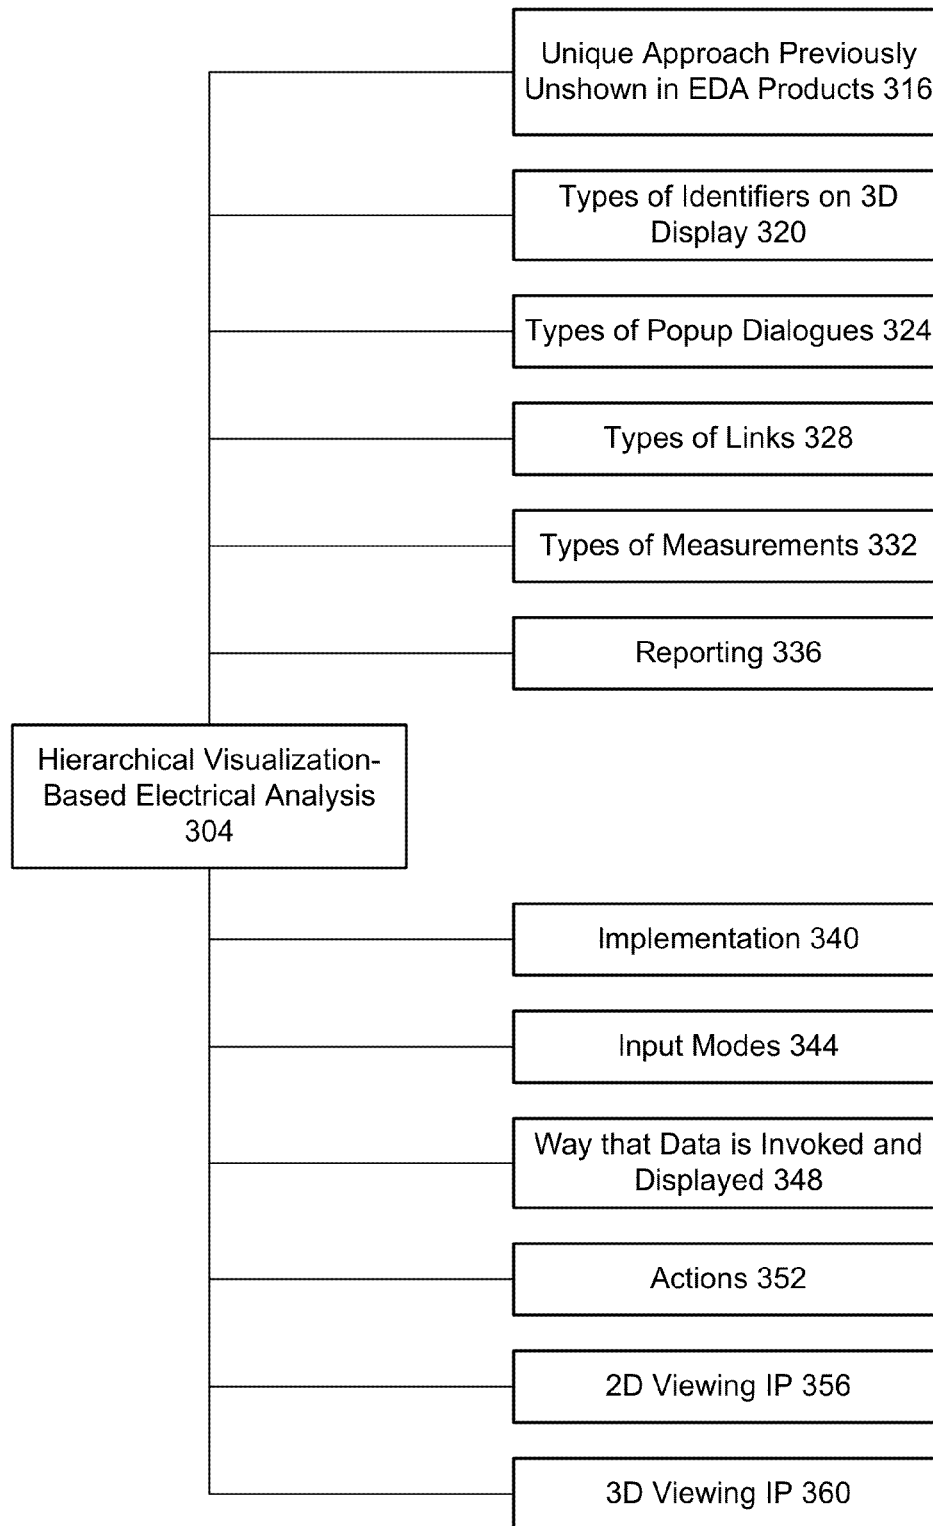 Unique Approach Previously
Unshown in EDA Products 316
Types of Identifiers on 3D
Display 320
Types of Popup Dialogues 324
Types of Links 328
Types of Measurements 332
Reporting 336
Hierarchical Visualization-
Based Electrical Analysis
304
Implementation 340
Input Modes 344
Way that Data is Invoked and
Displayed 348
Actions 352
2D Viewing IP 356
3D Viewing IP 360